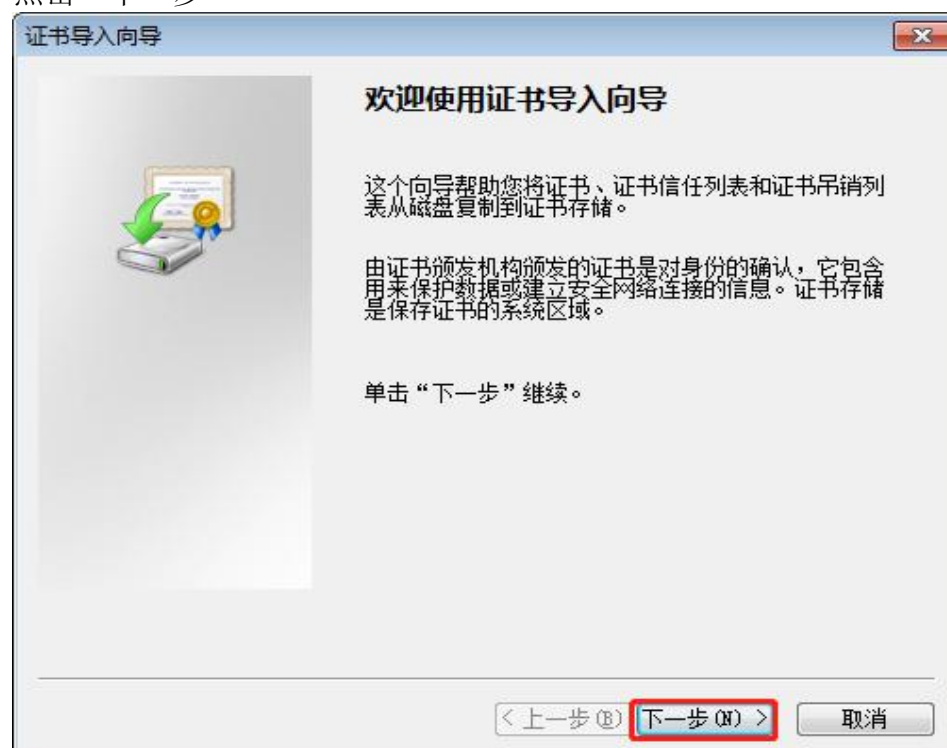 证书导入向导
欢迎使用证书导入向导
这个向导帮助您将证书、证书信任列表和证书吊销列
表从磁盘复制到证书存储。
由证书颁发机构颁发的证书是对身份的确认，它包含
用来保护数据或建立安全网络连接的信息。证书存储
是保存证书的系统区域。
单击“下一步”继续。
<上一步(B) 下一步(N) > 取消